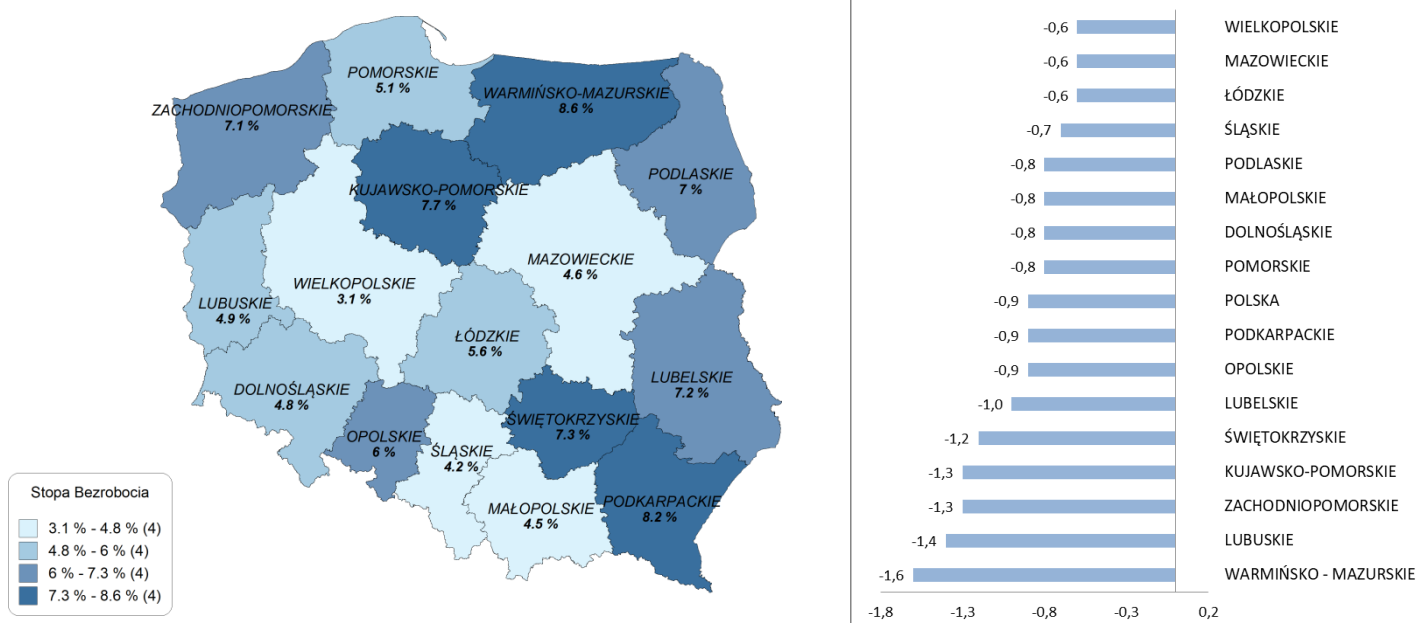 POMORSKIE
5.1 %
WARMIŃSKO-MAZURSKIE
8.6 %
ZACHODNIOPOMORSKIE
7.1 %
PODLASKIE
7 %
KUJAWSKO-POMORSKIE
7.7 %
MAZOWIECKIE
4.6 %
WIELKOPOLSKIE
3.1 %
LUBUSKIE
4.9 %
ŁÓDZKIE
5.6 %
LUBELSKIE
7.2 %
DOLNOŚLĄSKIE
4.8 %
ŚWIĘTOKRZYSKIE
7.3 %
OPOLSKIE
6 %
ŚLĄSKIE
4.2 %
PODKARPACKIE
8.2 %
MAŁOPOLSKIE
4.5 %
Stopa Bezrobocia
3.1 % - 4.8 % (4)
4.8 % - 6 % (4)
6 % - 7.3 % (4)
7.3 % - 8.6 % (4)
-0,6 WIELKOPOLSKIE
-0,6 MAZOWIECKIE
-0,6 ŁÓDZKIE
-0,7 ŚLĄSKIE
-0,8 PODLASKIE
-0,8 MAŁOPOLSKIE
-0,8 DOLNOŚLĄSKIE
-0,8 POMORSKIE
-0,9 POLSKA
-0,9 PODKARPACKIE
-0,9 OPOLSKIE
-1,0 LUBELSKIE
-1,2 ŚWIĘTOKRZYSKIE
-1,3 KUJAWSKO-POMORSKIE
-1,3 ZACHODNIOPOMORSKIE
-1,4 LUBUSKIE
-1,6 WARMIŃSKO - MAZURSKIE
-1,8 -1,3 -0,8 -0,3 0,2